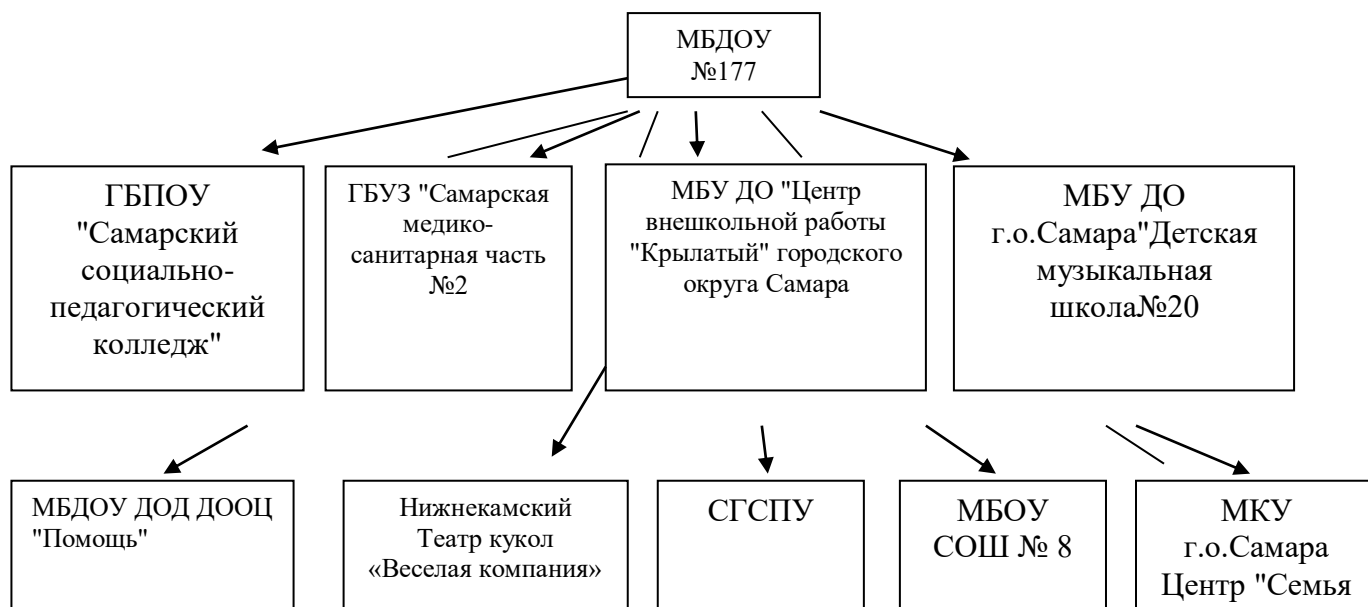 МБДОУ
№177
ГБПОУ
"Самарский
социально-
педагогический
колледж"
ГБУЗ "Самарская
медико-
санитарная часть
№2
МБУ ДО "Центр
внешкольной работы
"Крылатый" городского
округа Самара
МБУ ДО
г.о.Самара"Детская
музыкальная
школа№20
МБДОУ ДОД ДООЦ
"Помощь"
Нижнекамский
Театр кукол
«Веселая компания»
СГСПУ
МБОУ
СОШ № 8
МКУ
г.о.Самара
Центр "Семья